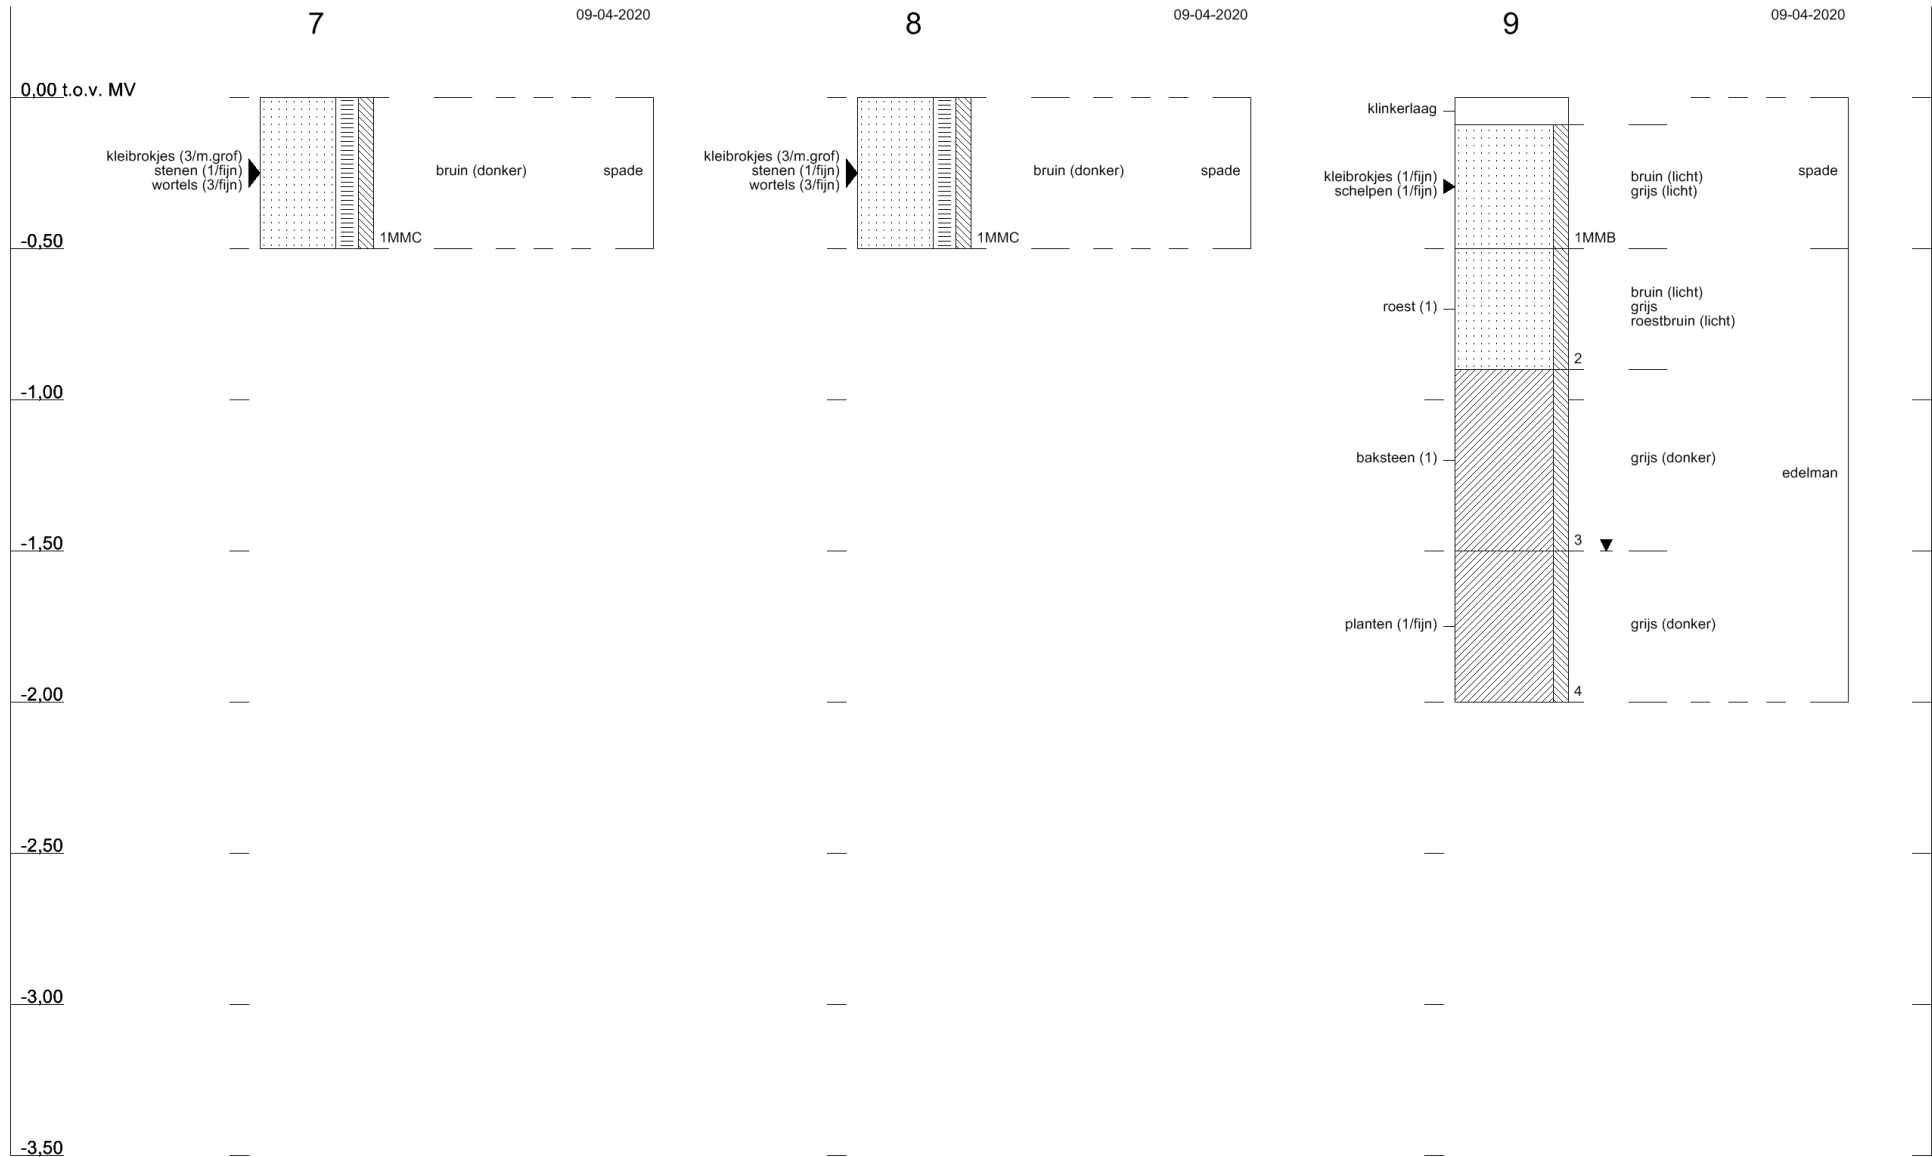 7
09-04-2020
8
09-04-2020
9
09-04-2020
0,00 t.o.v. MV
-0,50
-1,00
-1,50
-2,00
-2,50
-3,00
-3,50
kleibrokjes (3/m.grof)
stenen (1/fijn)
wortels (3/fijn)
bruin (donker)
spade
1MMC
kleibrokjes (3/m.grof)
stenen (1/fijn)
wortels (3/fijn)
bruin (donker)
spade
1MMC
klinkerlaag
kleibrokjes (1/fijn)
schelpen (1/fijn)
bruin (licht)
grijs (licht)
spade
1MMB
roest (1)
bruin (licht)
grijs
roestbruin (licht)
2
baksteen (1)
grijs (donker)
edelman
3
planten (1/fijn)
grijs (donker)
4